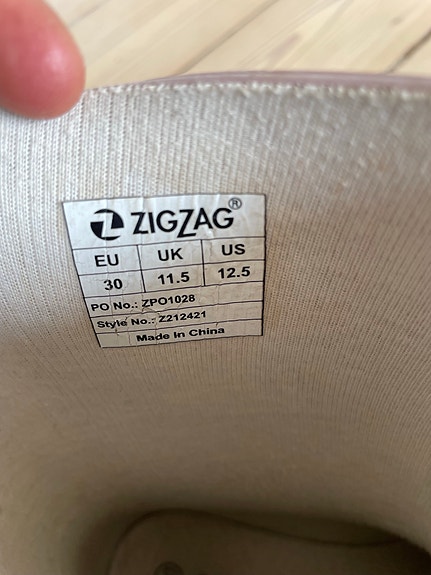 ZIGZAG®
EU UK US
30 11.5 12.5
PO No.: ZPO1028
Style No.: Z212421
Made In China